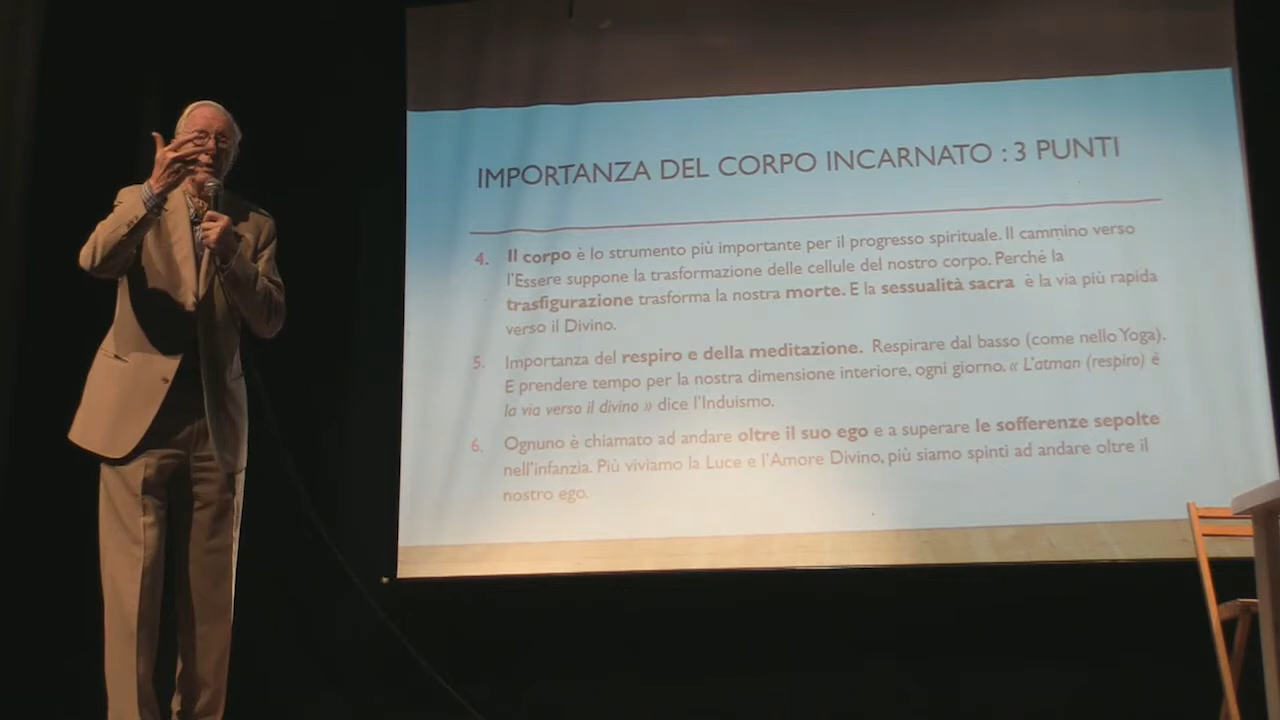 IMPORTANZA DEL CORPO INCARNATO : 3 PUNTI
4. Il corpo è lo strumento più importante per il progresso spirituale. Il cammino verso
l'Essere suppone la trasformazione delle cellule del nostro corpo. Perché la
trasfigurazione trasforma la nostra morte. E la sessualità sacra è la via più rapida
verso il Divino.
5. Importanza del respiro e della meditazione. Respirare dal basso (come nello Yoga).
E prendere tempo per la nostra dimensione interiore, ogni giorno. « L'atman (respiro) è
la via verso il divino » dice l'Induismo.
6. Ognuno è chiamato ad andare oltre il suo ego e a superare le sofferenze sepolte
nell'infanzia. Più viviamo la Luce e l'Amore Divino, più siamo spinti ad andare oltre il
nostro ego.